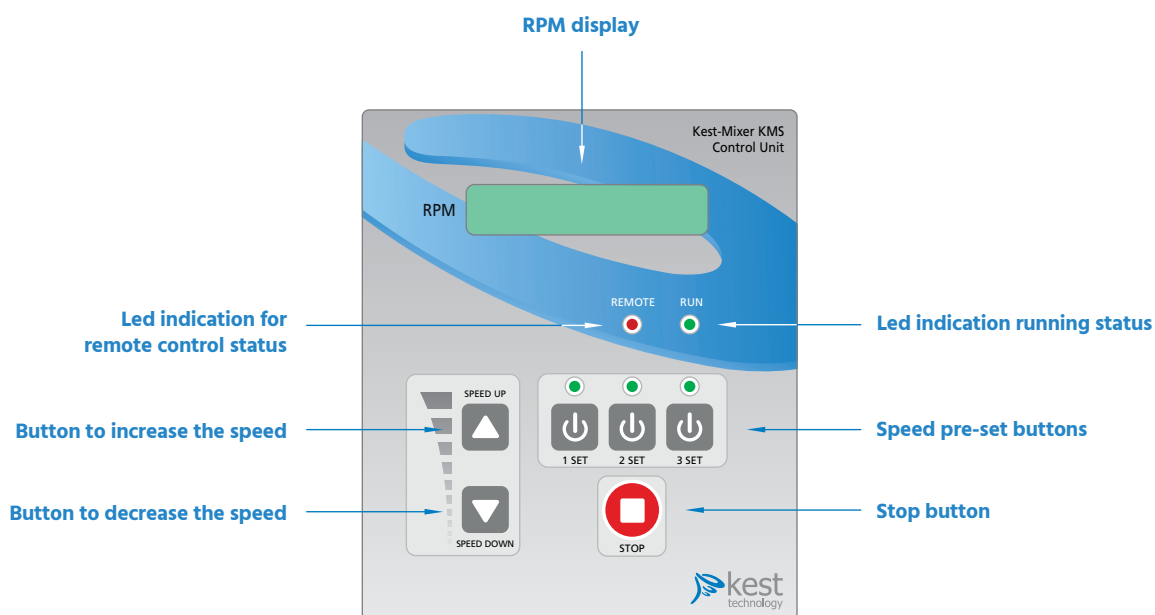 RPM display
Kest-Mixer KMS
Control Unit
RPM
REMOTE
RUN
Led indication for
remote control status
Led indication running status
SPEED UP
Button to increase the speed
1 SET
2 SET
3 SET
Speed pre-set buttons
Button to decrease the speed
SPEED DOWN
STOP
Stop button
kest
technology